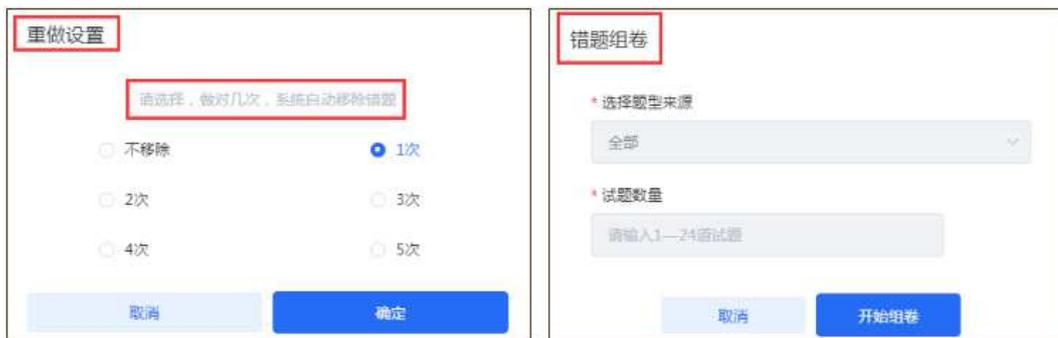 重做设置
请选择，做对几次，系统自动移除错题
不移除
1次
2次
3次
4次
5次
取消
确定
错题组卷
* 选择题型来源
全部
* 试题数量
请输入1—24道试题
取消
开始组卷